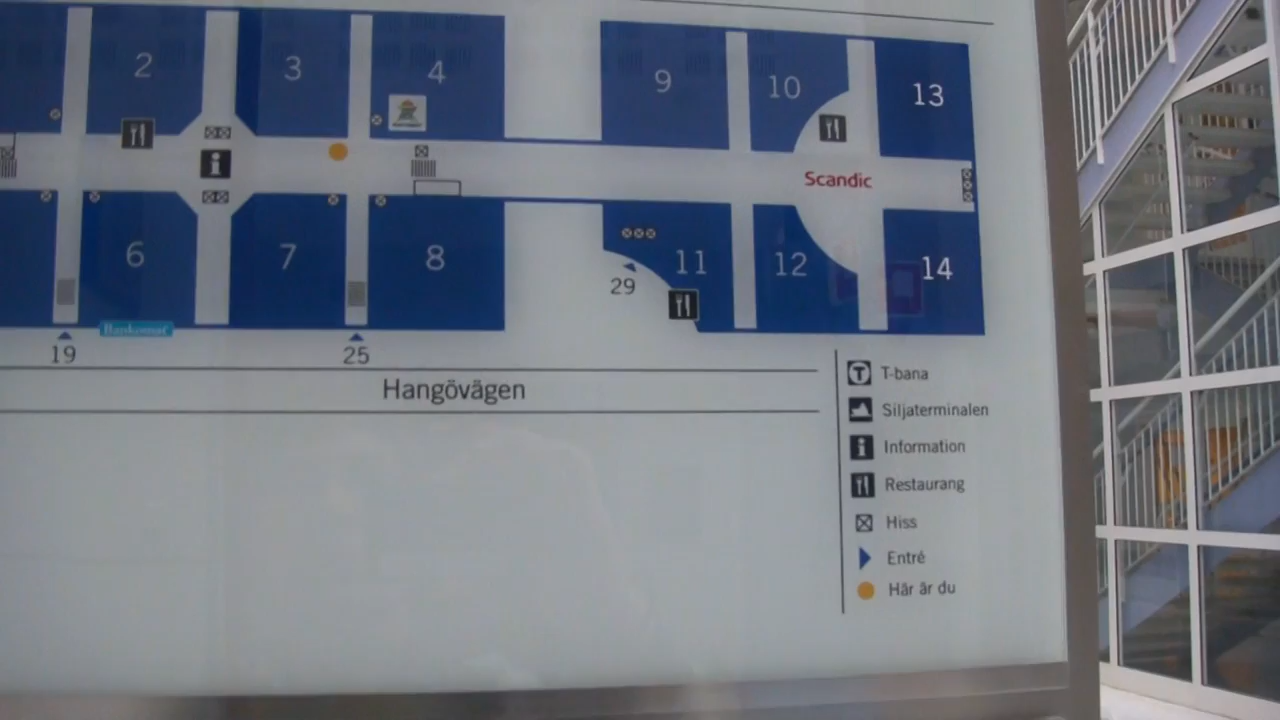 2
3
4
9
10
13
Scandic
6
7
8
11
12
14
29
Bankomat
19
25
Hangövägen
T-bana
Siljaterminalen
Information
Restaurang
Hiss
Entré
Här är du